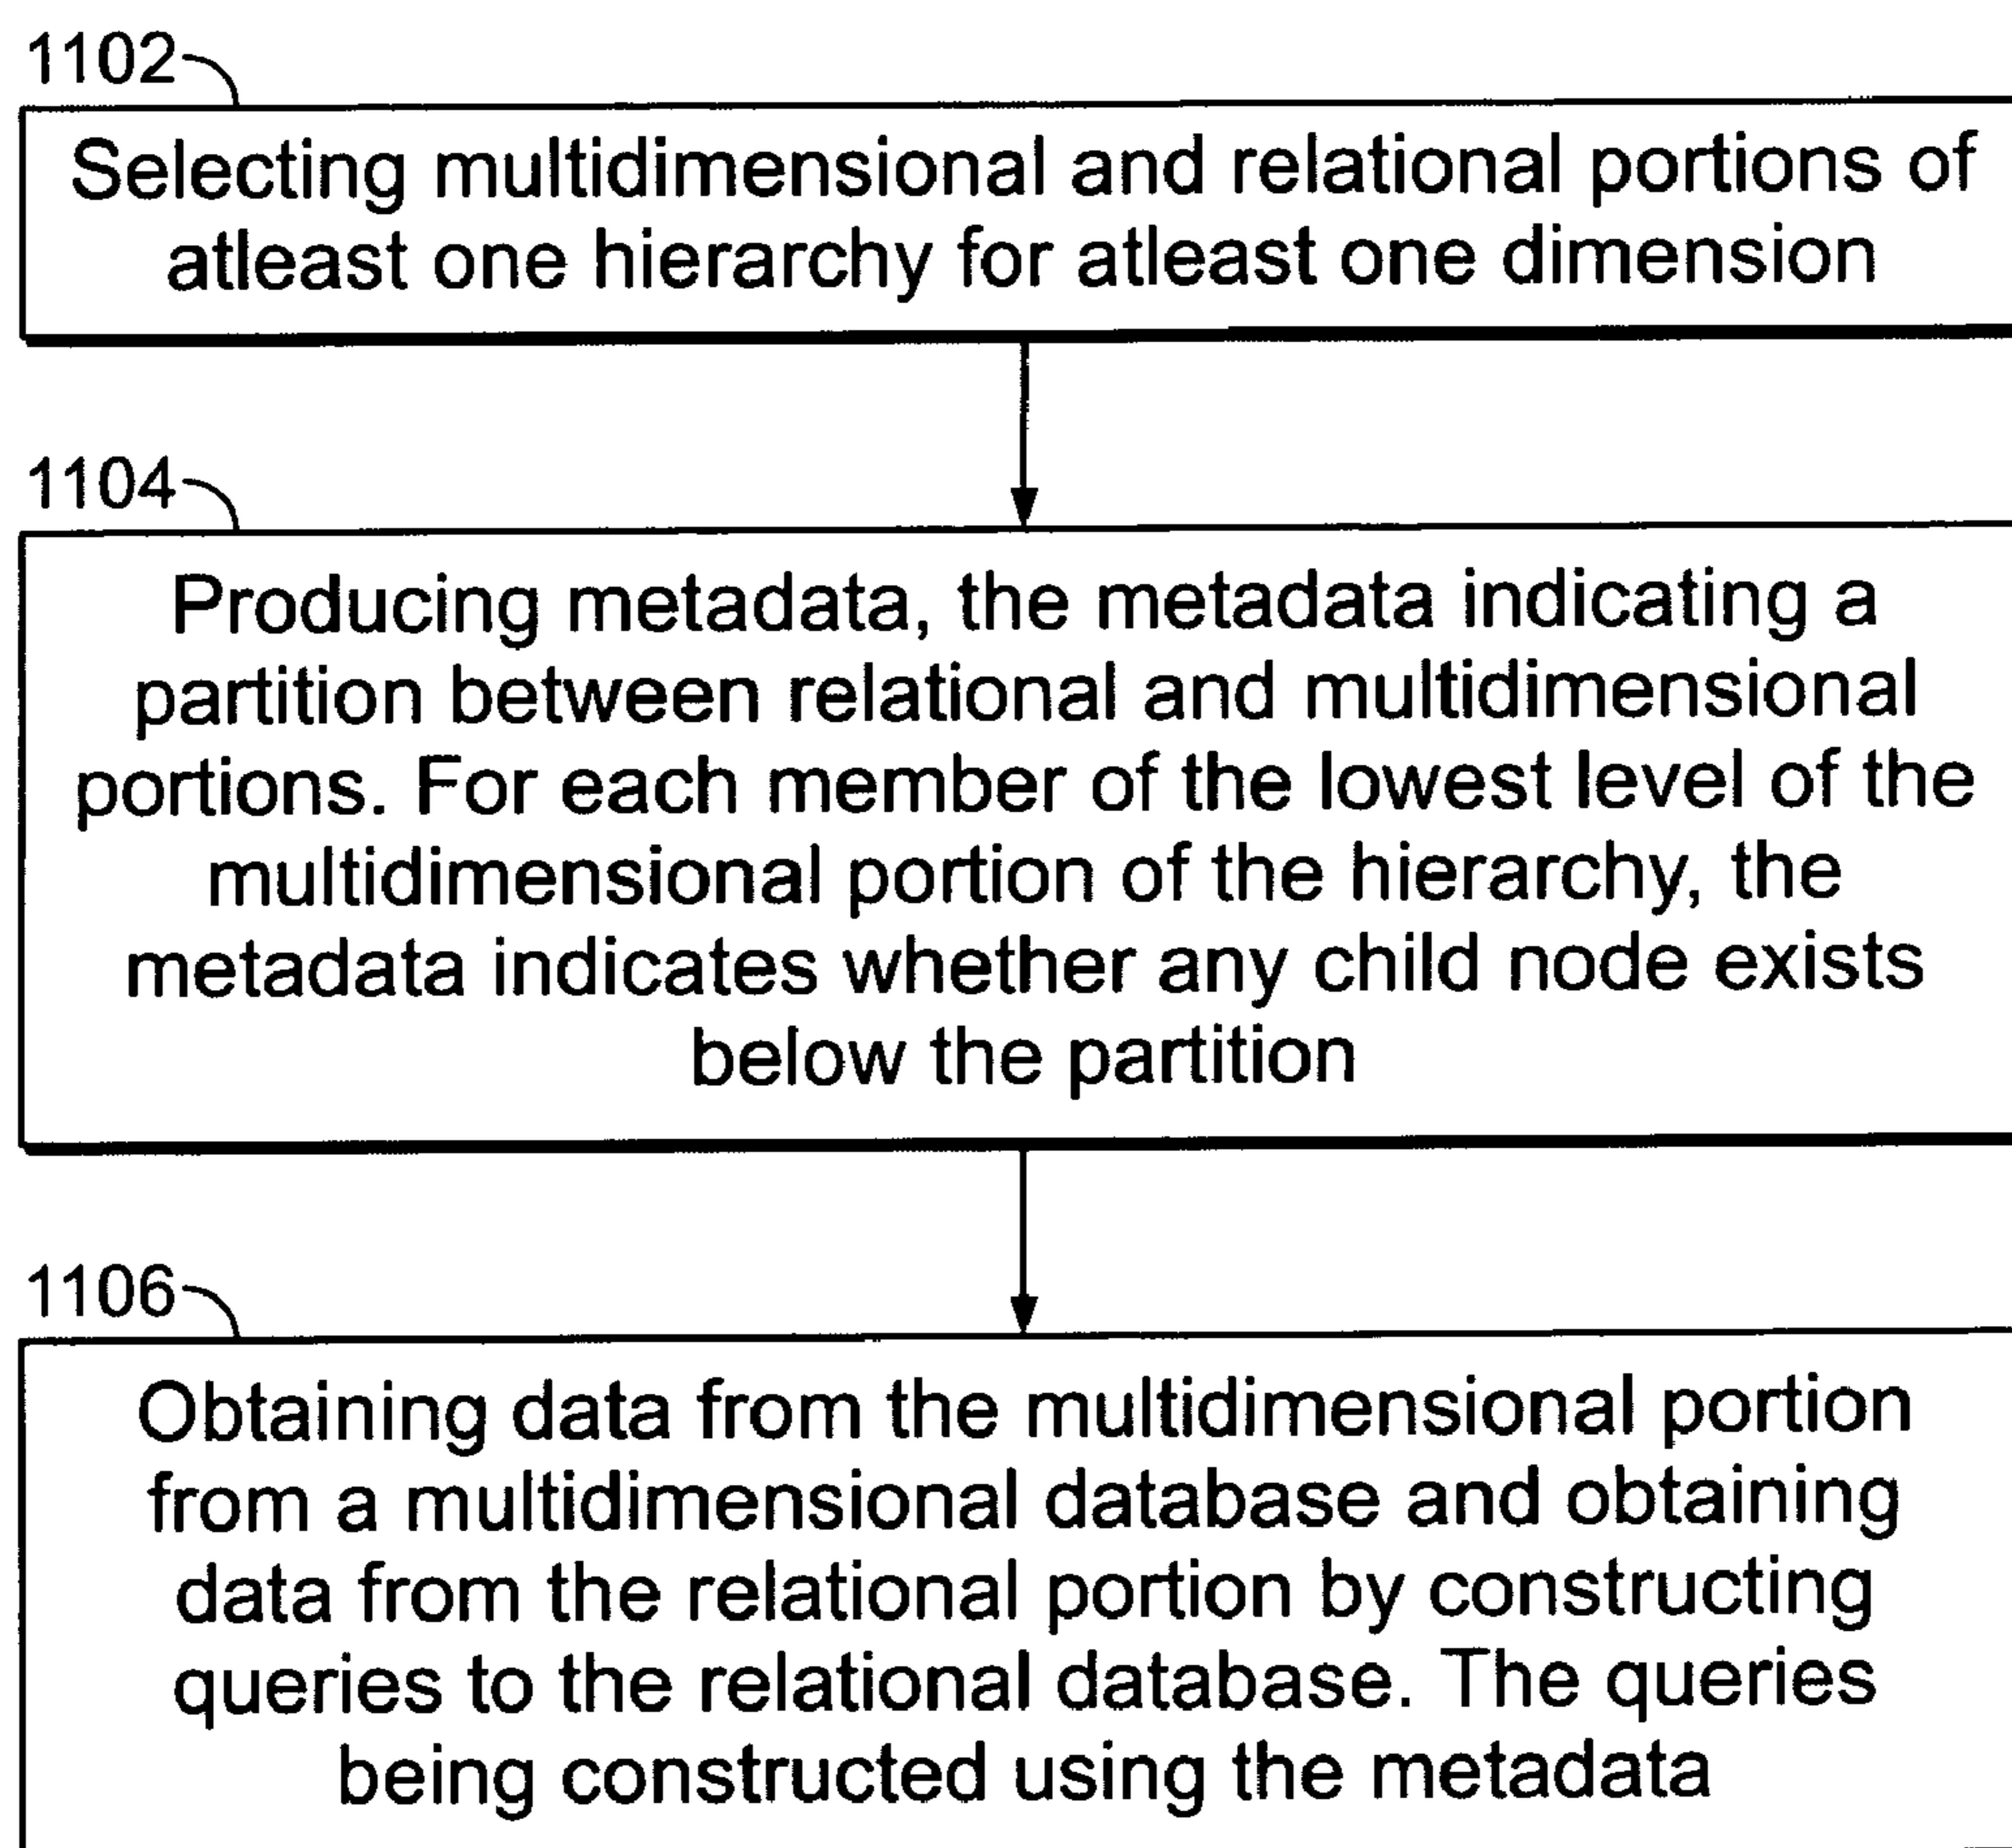 1102
Selecting multidimensional and relational portions of
atleast one hierarchy for atleast one dimension
1104
Producing metadata, the metadata indicating a
partition between relational and multidimensional
portions. For each member of the lowest level of the
multidimensional portion of the hierarchy, the
metadata indicates whether any child node exists
below the partition
1106
Obtaining data from the multidimensional portion
from a multidimensional database and obtaining
data from the relational portion by constructing
queries to the relational database. The queries
being constructed using the metadata